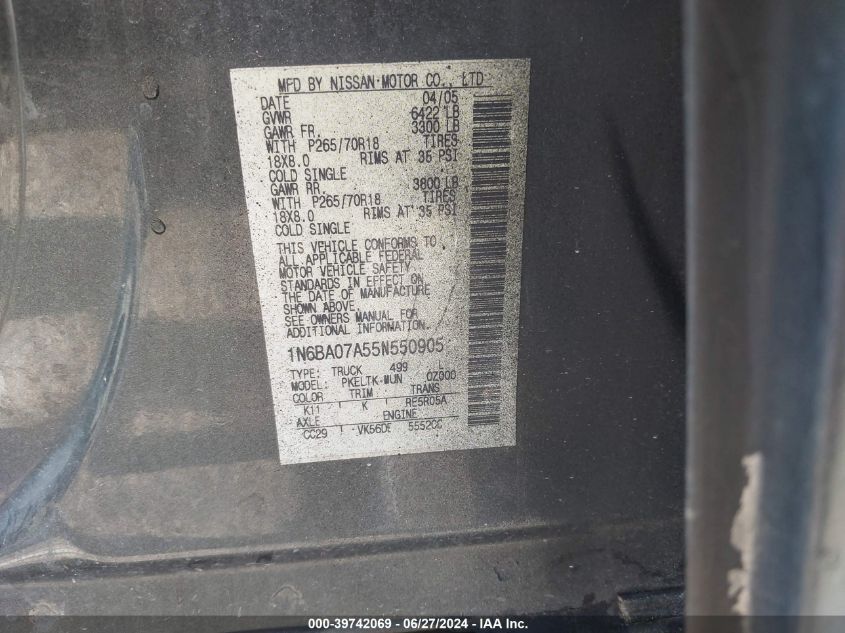 MFD BY NISSAN MOTOR CO., LTD
DATE 04/05
GVWR 6422 LB
GAWR FR. 3300 LB
WITH P265/70R18 TIRES
18X8.0 RIMS AT 35 PSI
COLD SINGLE
GAWR RR. 3800 LB
WITH P265/70R18 TIRES
18X8.0 RIMS AT 35 PSI
COLD SINGLE
THIS VEHICLE CONFORMS TO
ALL APPLICABLE FEDERAL
MOTOR VEHICLE SAFETY
STANDARDS IN EFFECT ON
THE DATE OF MANUFACTURE
SHOWN ABOVE.
SEE OWNERS MANUAL FOR
ADDITIONAL INFORMATION.
1N6BA07A55N550905
TYPE: TRUCK 499 L
MODEL: PKELTK-WUN 0Z000
COLOR TRIM TRANS
K11 K RE5R05A
AXLE ENGINE
CC29 VK56DE 5552CC
000-39742069 - 06/27/2024 - IAA Inc.